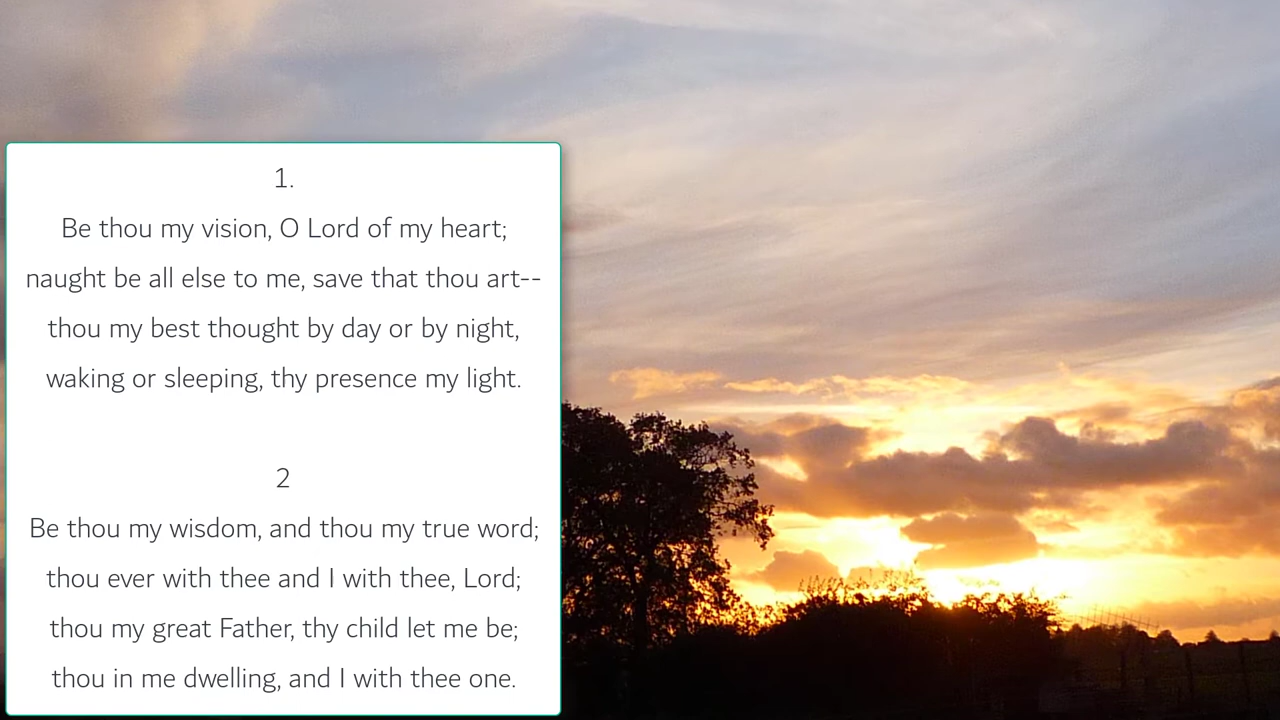 1.
Be thou my vision, O Lord of my heart;
naught be all else to me, save that thou art--
thou my best thought by day or by night,
waking or sleeping, thy presence my light.
2
Be thou my wisdom, and thou my true word;
thou ever with thee and I with thee, Lord;
thou my great Father, thy child let me be;
thou in me dwelling, and I with thee one.